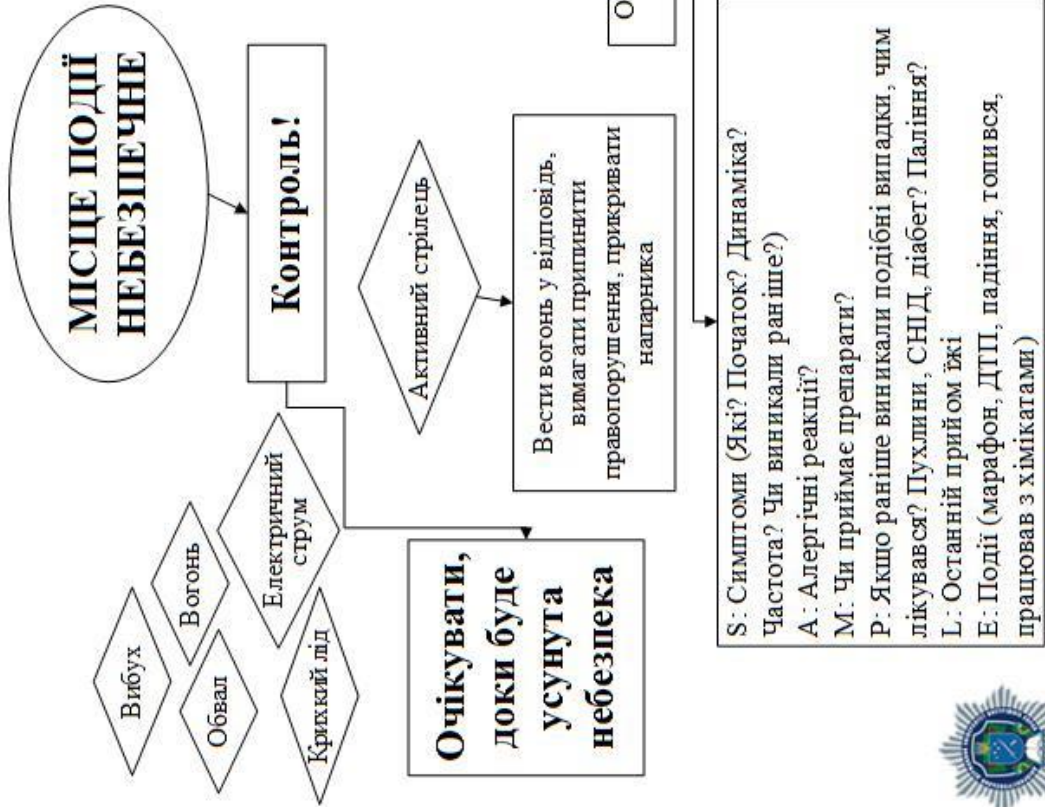 МІСЦЕ ПОДІЇ
НЕБЕЗПЕЧНЕ
Контроль!
Вибух
Вогонь
Обвал
Електричний
струм
Крихкий лід
Активний стрілець
Очікувати,
доки буде
усунута
небезпека
Вести вогонь у відповідь,
вимагати припинити
правопорушення, прикривати
напарника
О
S: Симптоми (Які? Початок? Динаміка?
Частота? Чи виникали раніше?)
A: Алергічні реакції?
M: Чи приймає препарати?
P: Якщо раніше виникали подібні випадки, чим
лікувався? Пухлини, СНІД, діабет? Паління?
L: Останній прийом їжі
E: Події (марафон, ДТП, падіння, топився,
працював з хімікатами)